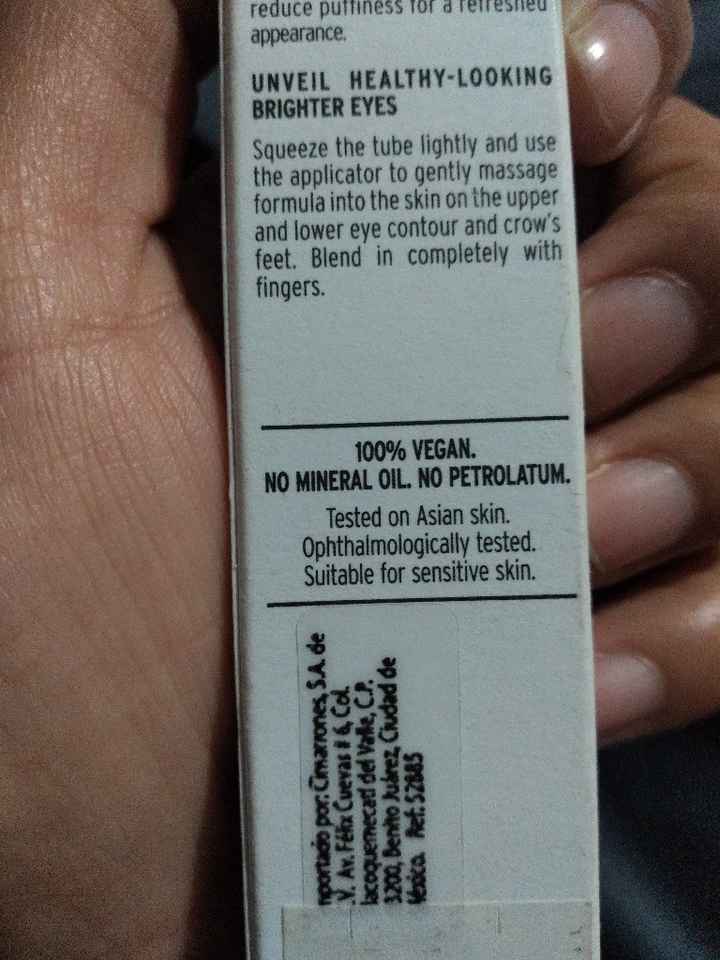 reduce puffiness for a refreshed
appearance.
UNVEIL HEALTHY-LOOKING
BRIGHTER EYES
Squeeze the tube lightly and use
the applicator to gently massage
formula into the skin on the upper
and lower eye contour and crow's
feet. Blend in completely with
fingers.
100% VEGAN.
NO MINERAL OIL. NO PETROLATUM.
Tested on Asian skin.
Ophthalmologically tested.
Suitable for sensitive skin.
mportado por: Cimarrones, S.A. de
.V. Av. Félix Cuevas # 6, Col.
lacoquemecatl del Valle, C.P.
3200, Benito Juárez, Ciudad de
México. Ref. 52885